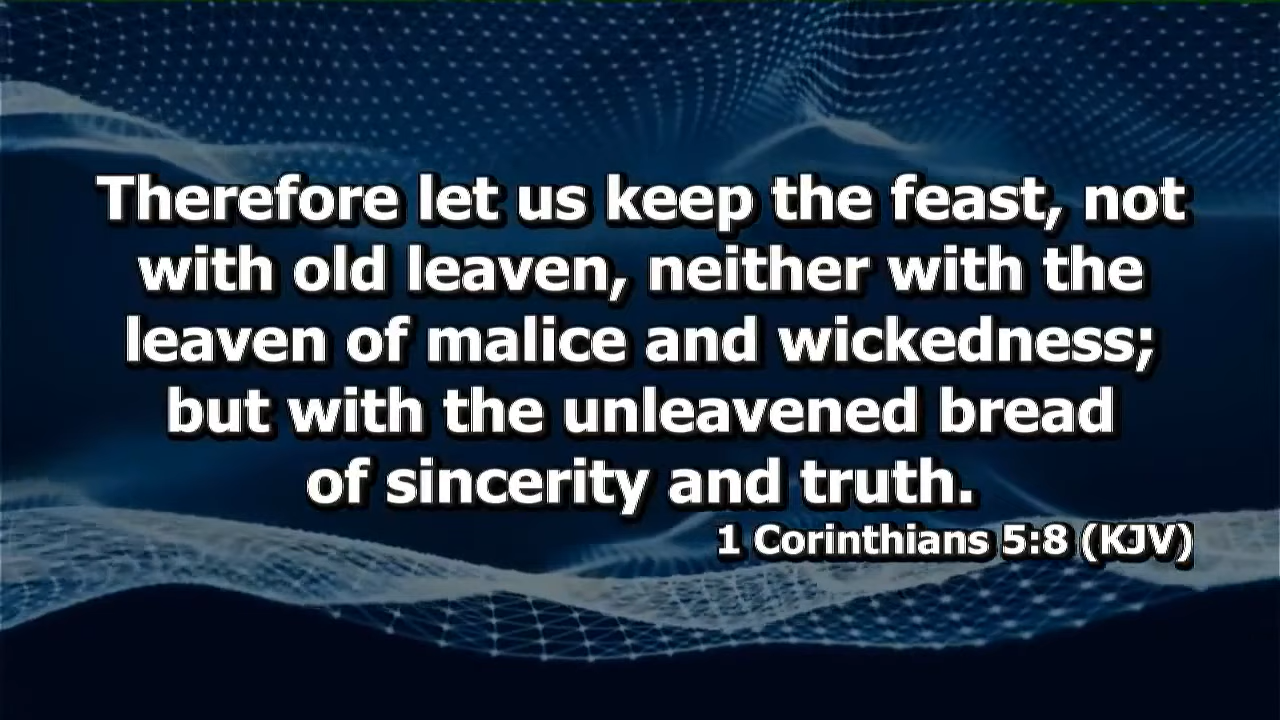 Therefore let us keep the feast, not
with old leaven, neither with the
leaven of malice and wickedness;
but with the unleavened bread
of sincerity and truth.
1 Corinthians 5:8 (KJV)